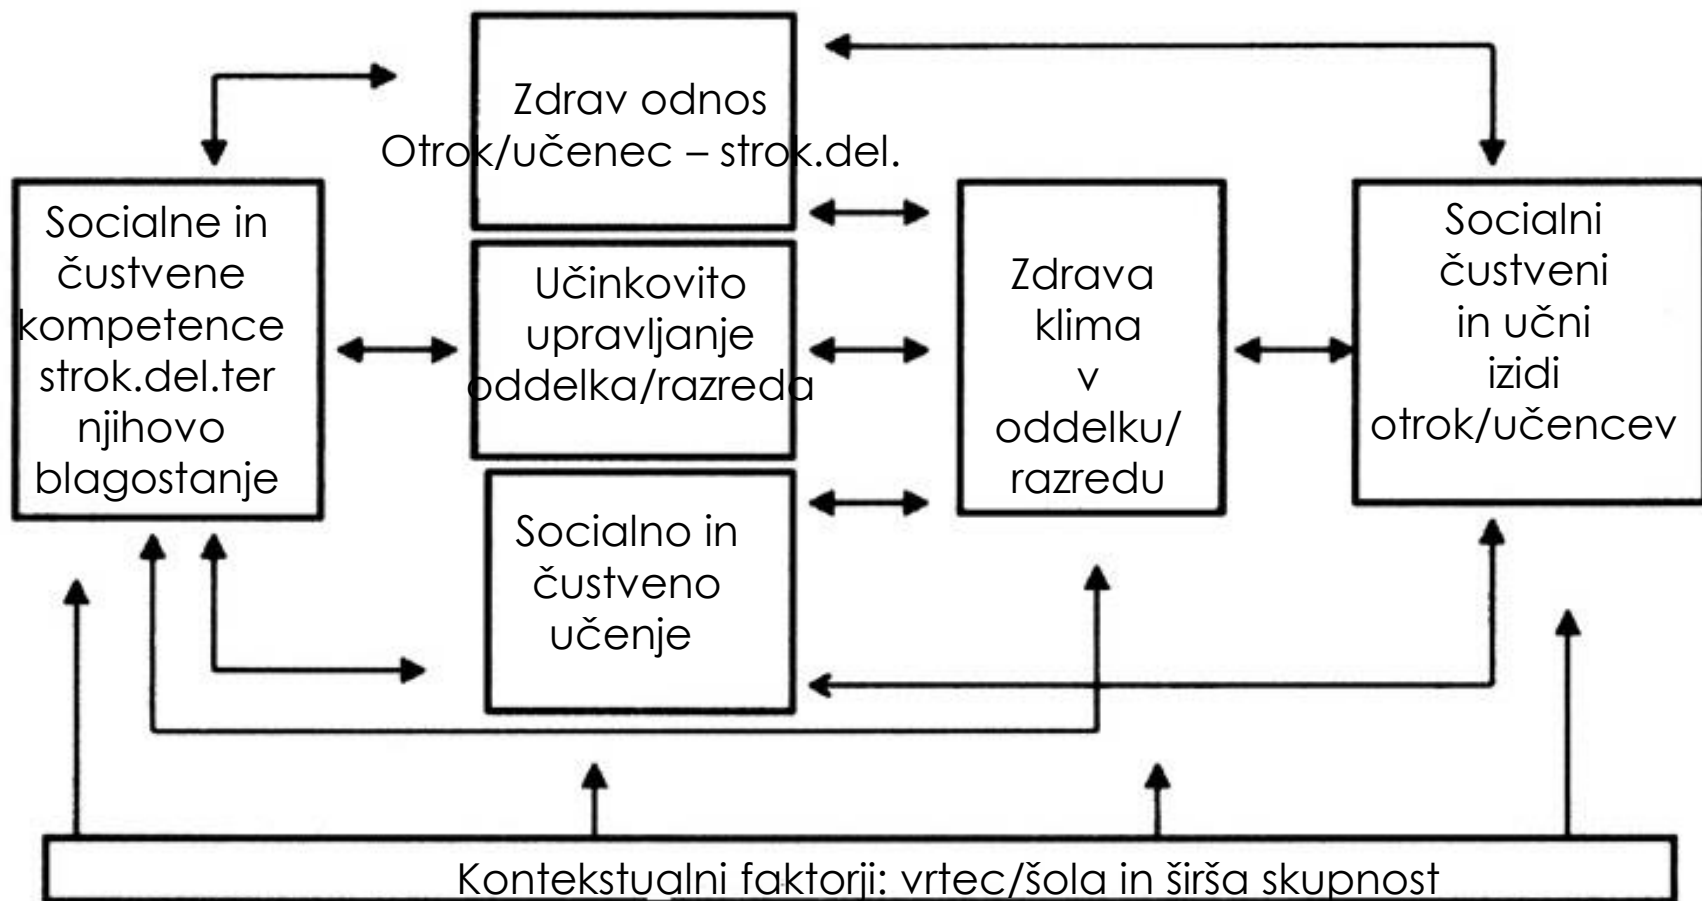 Zdrav odnos
Otrok/učenec – strok.del.
Socialne in
čustvene
kompetence
strok.del.ter
njihovo
blagostanje
Učinkovito
upravljanje
oddelka/razreda
Socialno in
čustveno
učenje
Zdrava
klima
v
oddelku/
razredu
Socialni
čustveni
in učni
izidi
otrok/učencev
Kontekstualni faktorji: vrtec/šola in širša skupnost